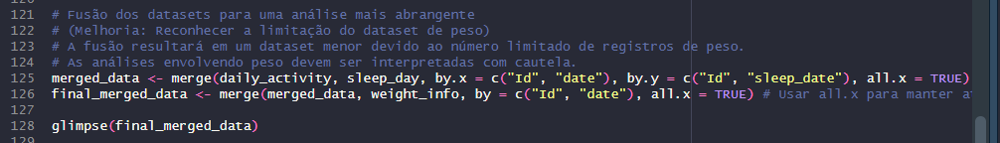 121 # Fusão dos datasets para uma análise mais abrangente
122 # (Melhoria: Reconhecer a limitação do dataset de peso)
123 # A fusão resultará em um dataset menor devido ao número limitado de registros de peso.
124 # As análises envolvendo peso devem ser interpretadas com cautela.
125 merged_data <- merge(daily_activity, sleep_day, by.x = c("Id", "date"), by.y = c("Id", "sleep_date"), all.x = TRUE)
126 final_merged_data <- merge(merged_data, weight_info, by = c("Id", "date"), all.x = TRUE) # Usar all.x para manter
127
128 glimpse(final_merged_data)